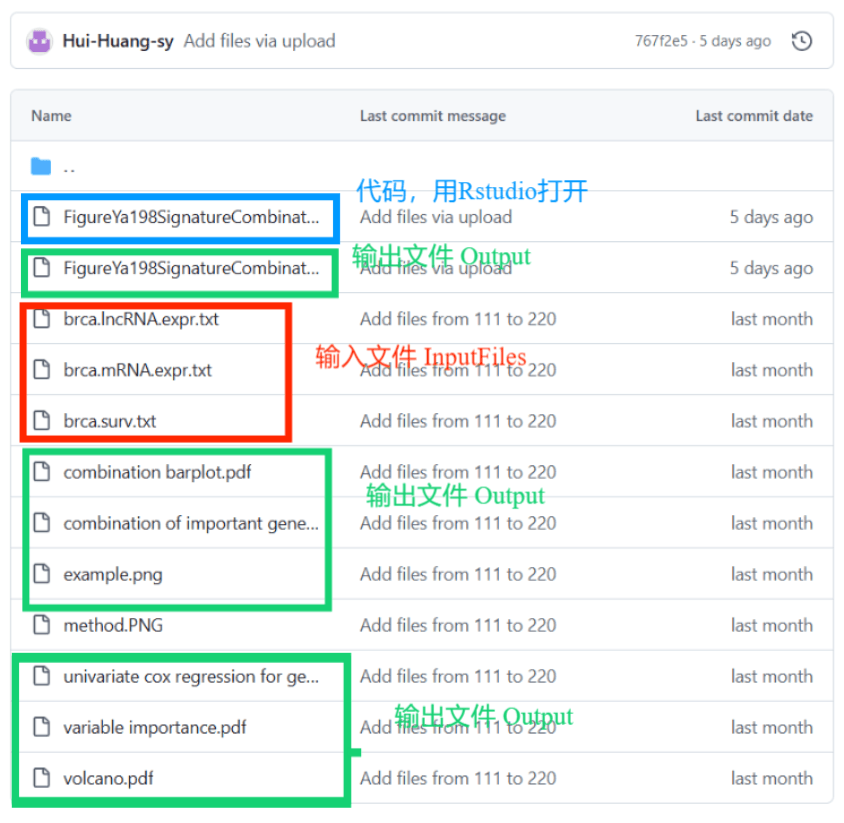 Hui-Huang-sy Add files via upload 767f2e5 · 5 days ago
Name Last commit message Last commit date
..
代码，用Rstudio打开
FigureYa198SignatureCombinat... Add files via upload 5 days ago
输出文件 Output
FigureYa198SignatureCombinat... Add files via upload 5 days ago
brca.lncRNA.expr.txt Add files from 111 to 220 last month
输入文件 InputFiles
brca.mRNA.expr.txt Add files from 111 to 220 last month
brca.surv.txt Add files from 111 to 220 last month
combination barplot.pdf Add files from 111 to 220 last month
输出文件 Output
combination of important gene... Add files from 111 to 220 last month
example.png Add files from 111 to 220 last month
method.PNG Add files from 111 to 220 last month
univariate cox regression for ge... Add files from 111 to 220 last month
输出文件 Output
variable importance.pdf Add files from 111 to 220 last month
volcano.pdf Add files from 111 to 220 last month